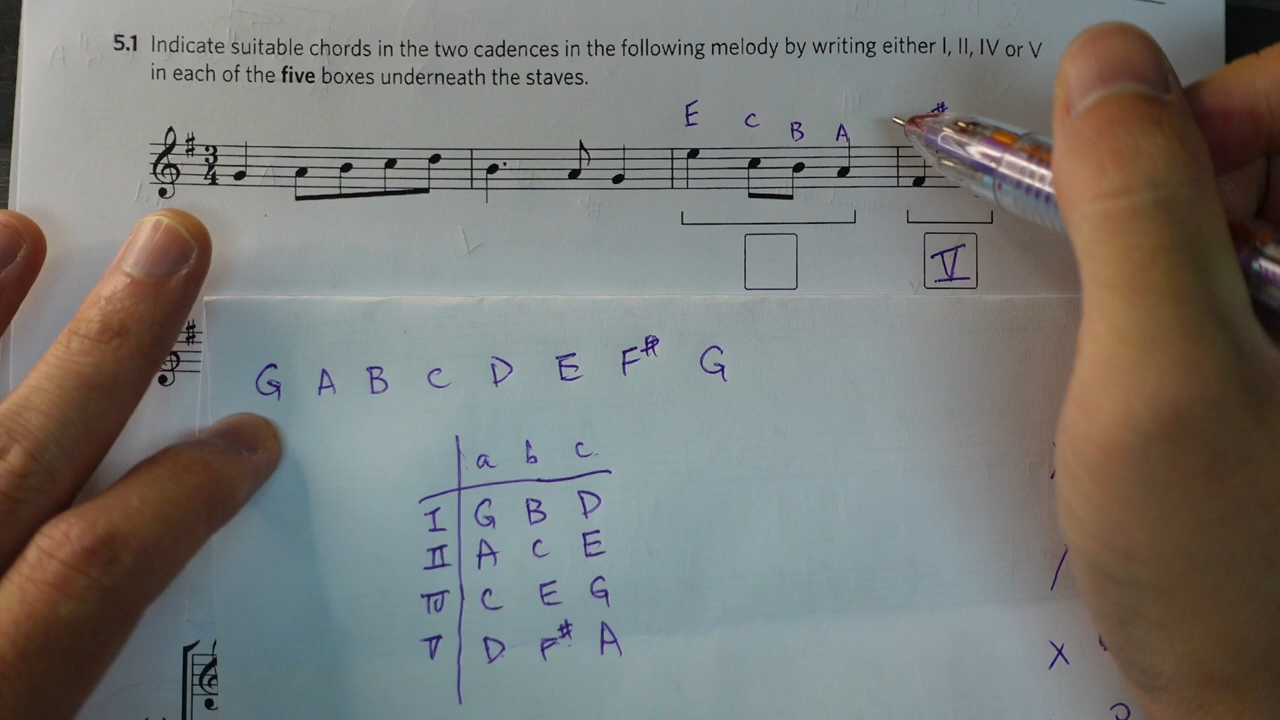 5.1 Indicate suitable chords in the two cadences in the following melody by writing either I, II, IV or V
in each of the five boxes underneath the staves.
E C B A #
3
4
V
G A B C D E F# G
a b c
I G B D
II A C E
IV C E G
V D F# A